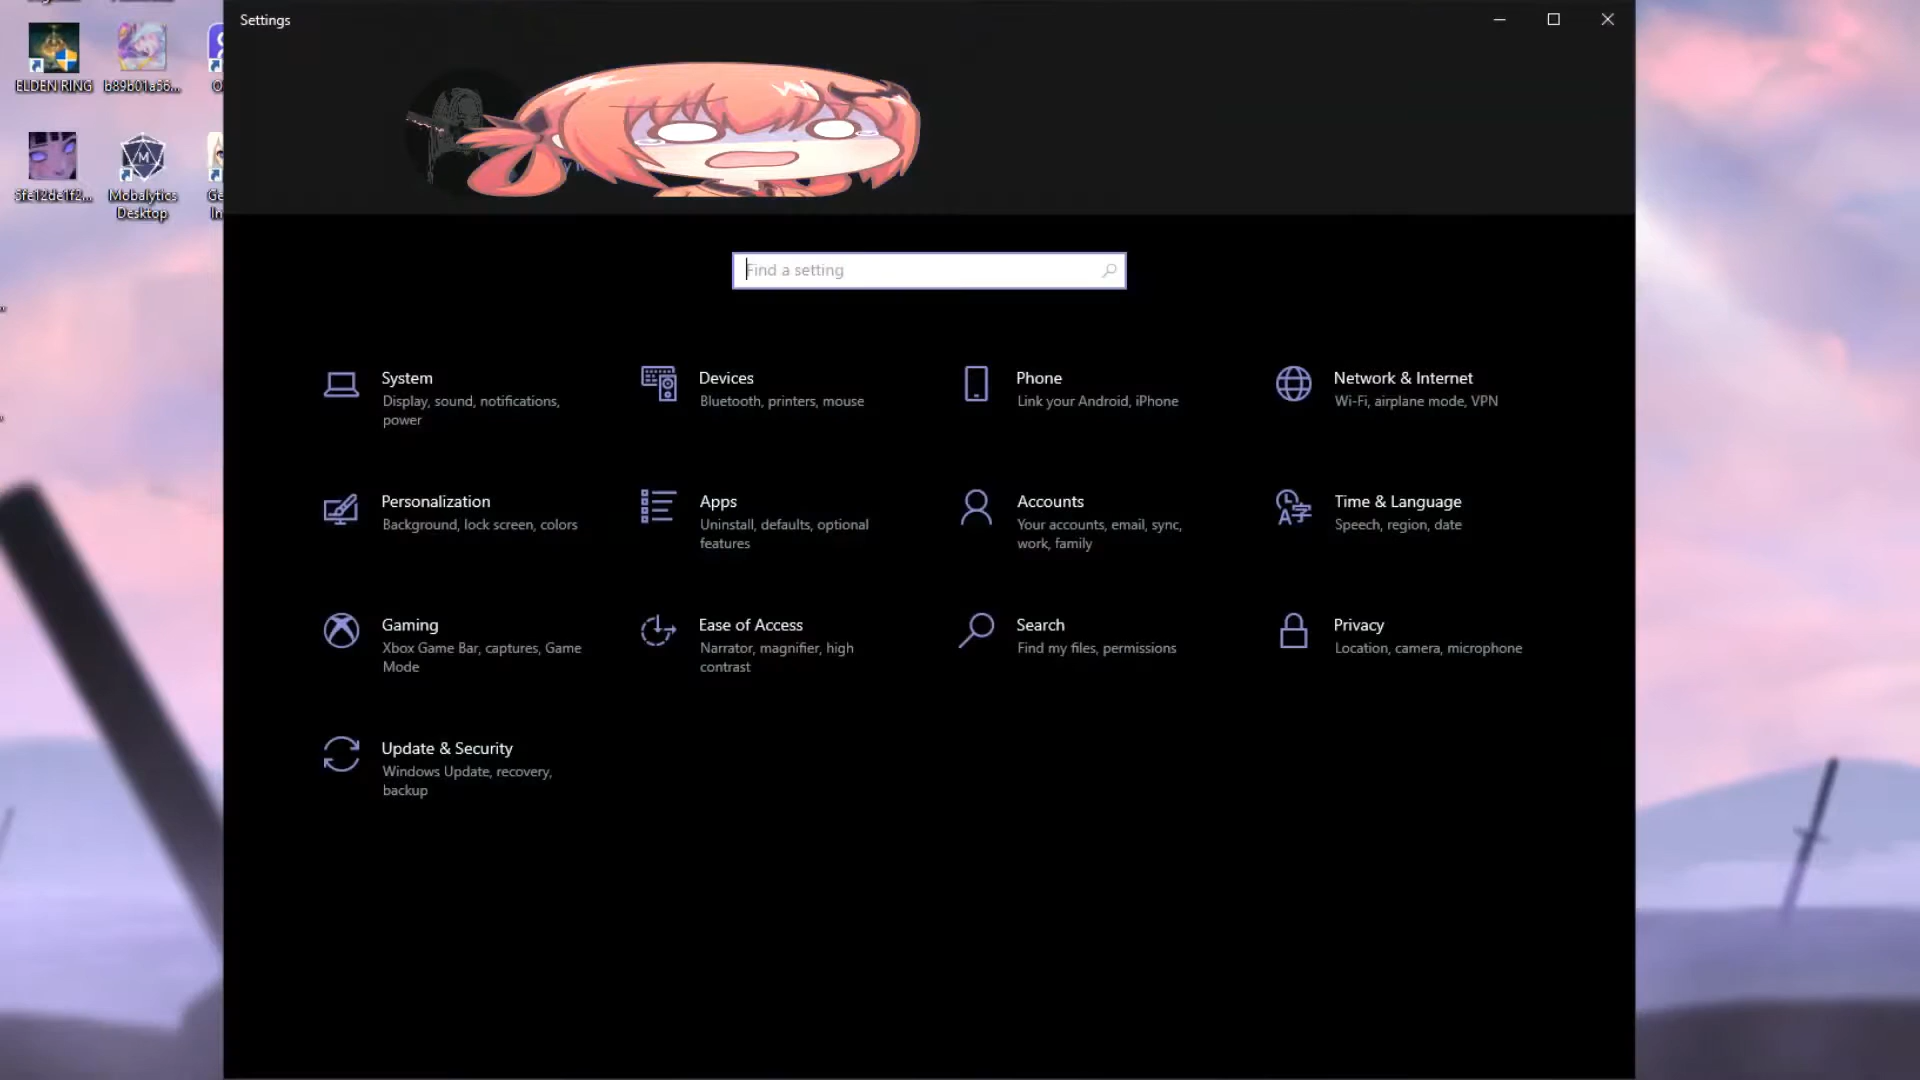 Settings
ELDEN RING
b89b01a56...
5fe12de1f2...
Mobalytics
Desktop
Ge
In
Find a setting
System
Display, sound, notifications,
power
Devices
Bluetooth, printers, mouse
Phone
Link your Android, iPhone
Network & Internet
Wi-Fi, airplane mode, VPN
Personalization
Background, lock screen, colors
Apps
Uninstall, defaults, optional
features
Accounts
Your accounts, email, sync,
work, family
Time & Language
Speech, region, date
Gaming
Xbox Game Bar, captures, Game
Mode
Ease of Access
Narrator, magnifier, high
contrast
Search
Find my files, permissions
Privacy
Location, camera, microphone
Update & Security
Windows Update, recovery,
backup